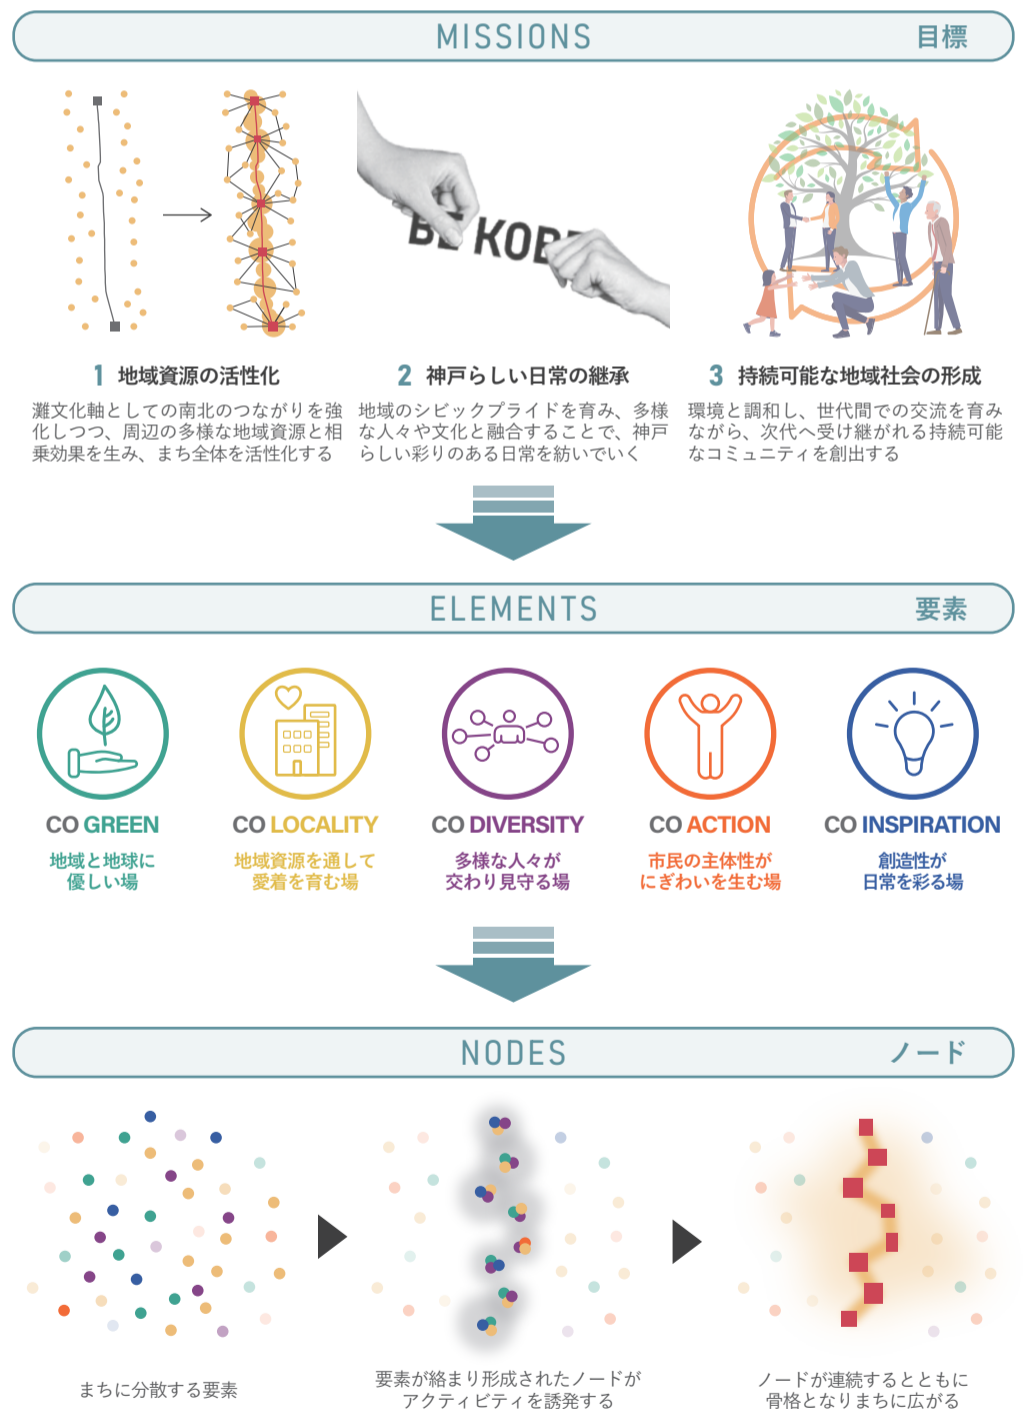 MISSIONS 目標
BE KOBE
1 地域資源の活性化
灘文化軸としての南北のつながりを強
化しつつ、周辺の多様な地域資源と相
乗効果を生み、まち全体を活性化する
2 神戸らしい日常の継承
地域のシビックプライドを育み、多様
な人々や文化と融合することで、神戸
らしい彩りのある日常を紡いでいく
3 持続可能な地域社会の形成
環境と調和し、世代間での交流を育み
ながら、次代へ受け継がれる持続可能
なコミュニティを創出する
ELEMENTS 要素
CO GREEN
地域と地球に
優しい場
CO LOCALITY
地域資源を通して
愛着を育む場
CO DIVERSITY
多様な人々が
交わり見守る場
CO ACTION
市民の主体性が
にぎわいを生む場
CO INSPIRATION
創造性が
日常を彩る場
NODES ノード
まちに分散する要素
要素が絡まり形成されたノードが
アクティビティを誘発する
ノードが連続するとともに
骨格となりまちに広がる